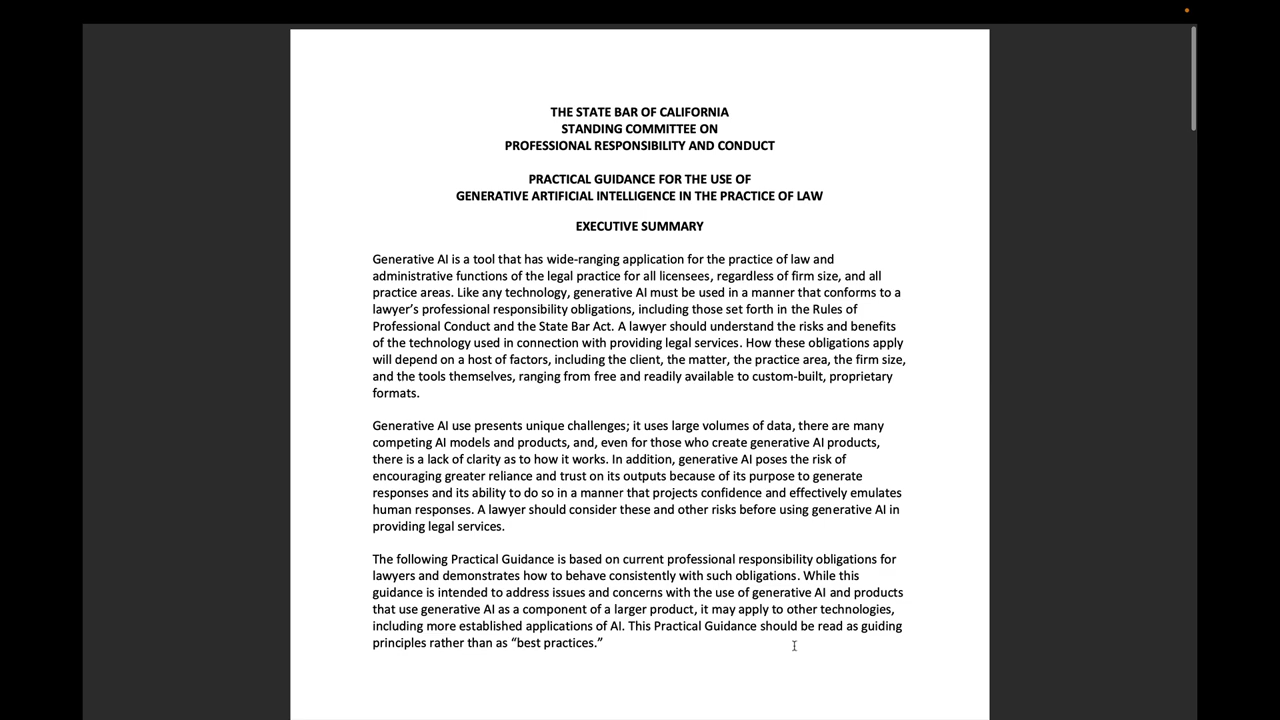 THE STATE BAR OF CALIFORNIA
STANDING COMMITTEE ON
PROFESSIONAL RESPONSIBILITY AND CONDUCT
PRACTICAL GUIDANCE FOR THE USE OF
GENERATIVE ARTIFICIAL INTELLIGENCE IN THE PRACTICE OF LAW
EXECUTIVE SUMMARY
Generative AI is a tool that has wide-ranging application for the practice of law and
administrative functions of the legal practice for all licensees, regardless of firm size, and all
practice areas. Like any technology, generative AI must be used in a manner that conforms to a
lawyer’s professional responsibility obligations, including those set forth in the Rules of
Professional Conduct and the State Bar Act. A lawyer should understand the risks and benefits
of the technology used in connection with providing legal services. How these obligations apply
will depend on a host of factors, including the client, the matter, the practice area, the firm size,
and the tools themselves, ranging from free and readily available to custom-built, proprietary
formats.
Generative AI use presents unique challenges; it uses large volumes of data, there are many
competing AI models and products, and, even for those who create generative AI products,
there is a lack of clarity as to how it works. In addition, generative AI poses the risk of
encouraging greater reliance and trust on its outputs because of its purpose to generate
responses and its ability to do so in a manner that projects confidence and effectively emulates
human responses. A lawyer should consider these and other risks before using generative AI in
providing legal services.
The following Practical Guidance is based on current professional responsibility obligations for
lawyers and demonstrates how to behave consistently with such obligations. While this
guidance is intended to address issues and concerns with the use of generative AI and products
that use generative AI as a component of a larger product, it may apply to other technologies,
including more established applications of AI. This Practical Guidance should be read as guiding
principles rather than as “best practices.”